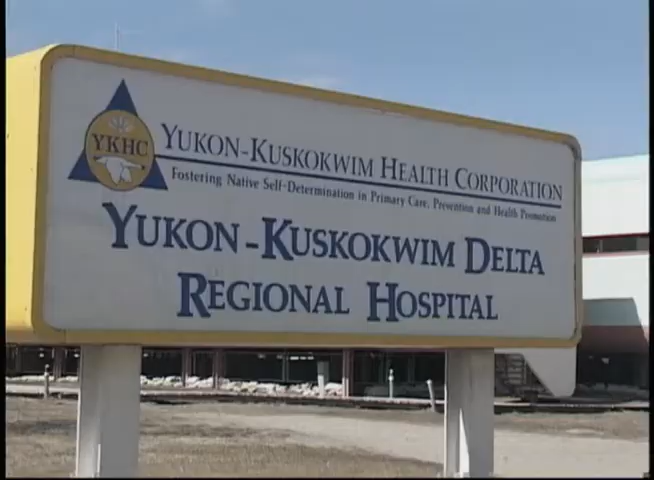 YKHC
YUKON-KUSKOKWIM HEALTH CORPORATION
Fostering Native Self-Determination in Primary Care, Prevention and Health Promotion
YUKON-KUSKOKWIM DELTA
REGIONAL HOSPITAL